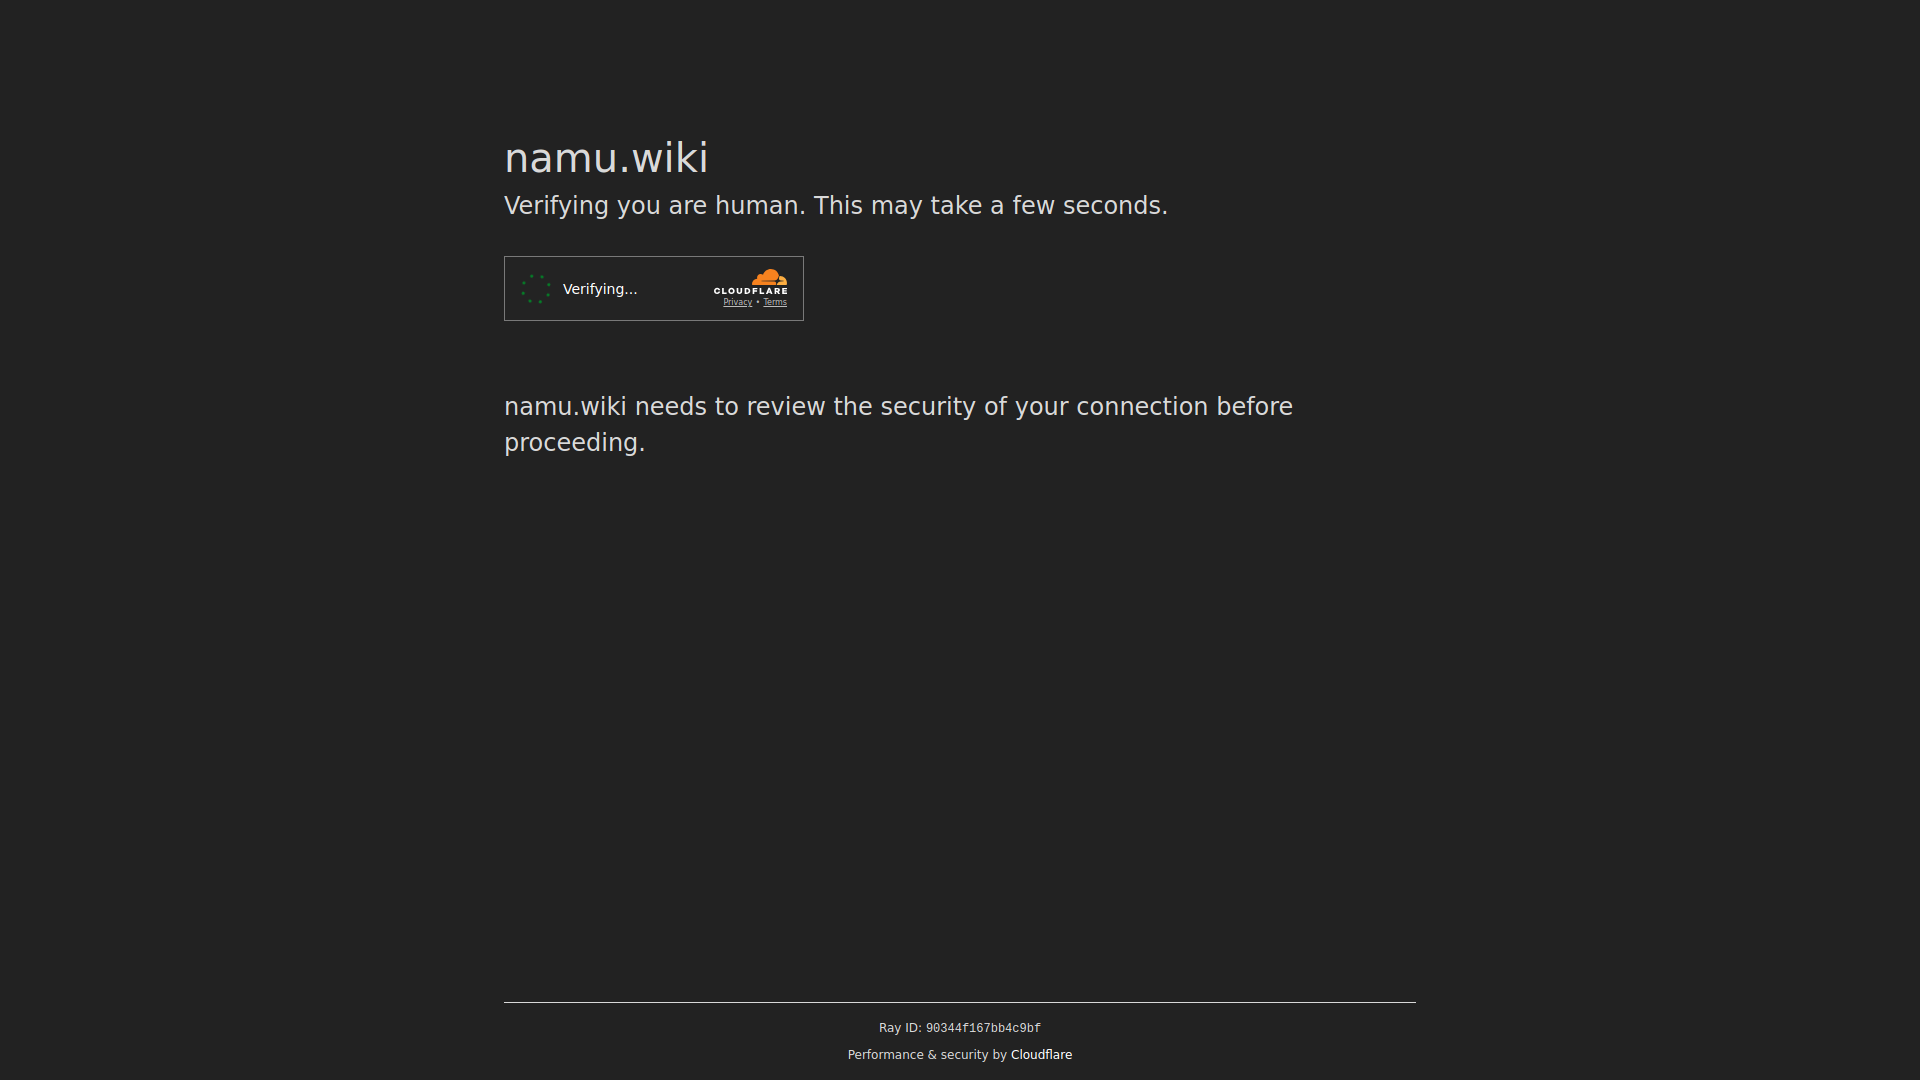 namu.wiki
Verifying you are human. This may take a few seconds.
Verifying...
CLOUDFLARE
Privacy • Terms
namu.wiki needs to review the security of your connection before
proceeding.
Ray ID: 90344f167bb4c9bf
Performance & security by Cloudflare